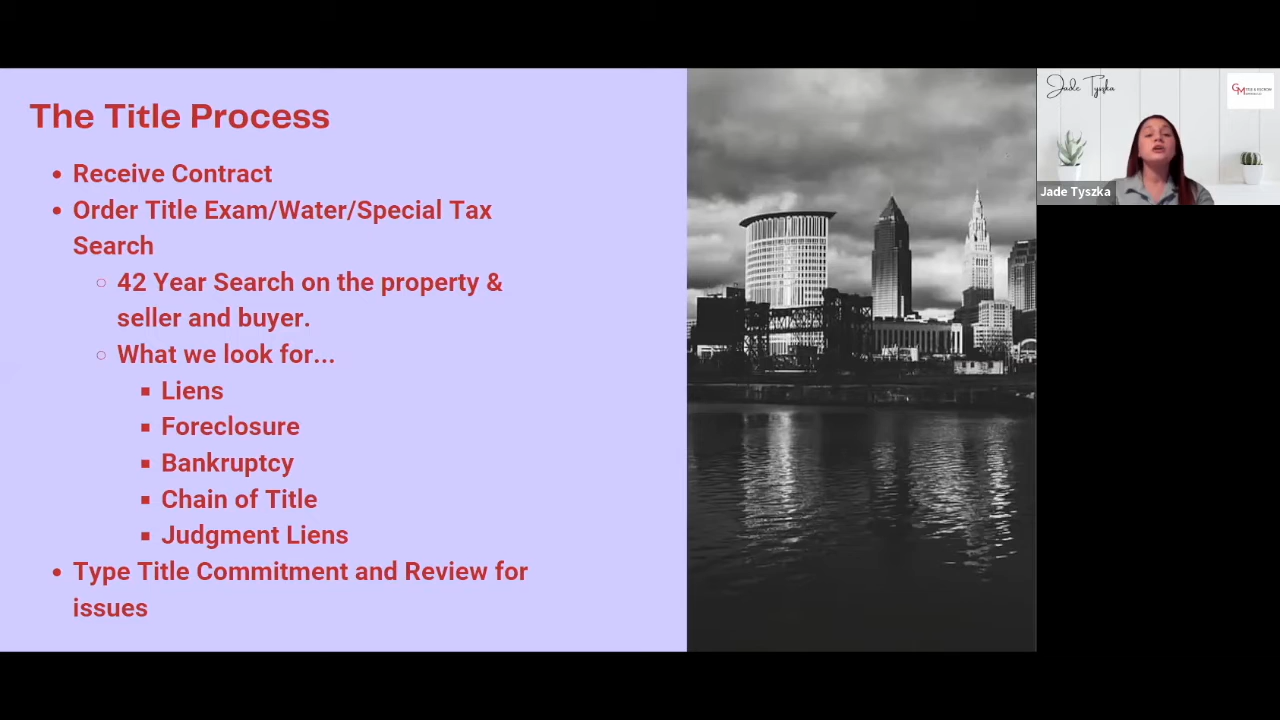 The Title Process
Receive Contract
Order Title Exam/Water/Special Tax
Search
42 Year Search on the property &
seller and buyer.
What we look for...
Liens
Foreclosure
Bankruptcy
Chain of Title
Judgment Liens
Type Title Commitment and Review for
issues
Jade Tyszka
GM
Jade Tyszka